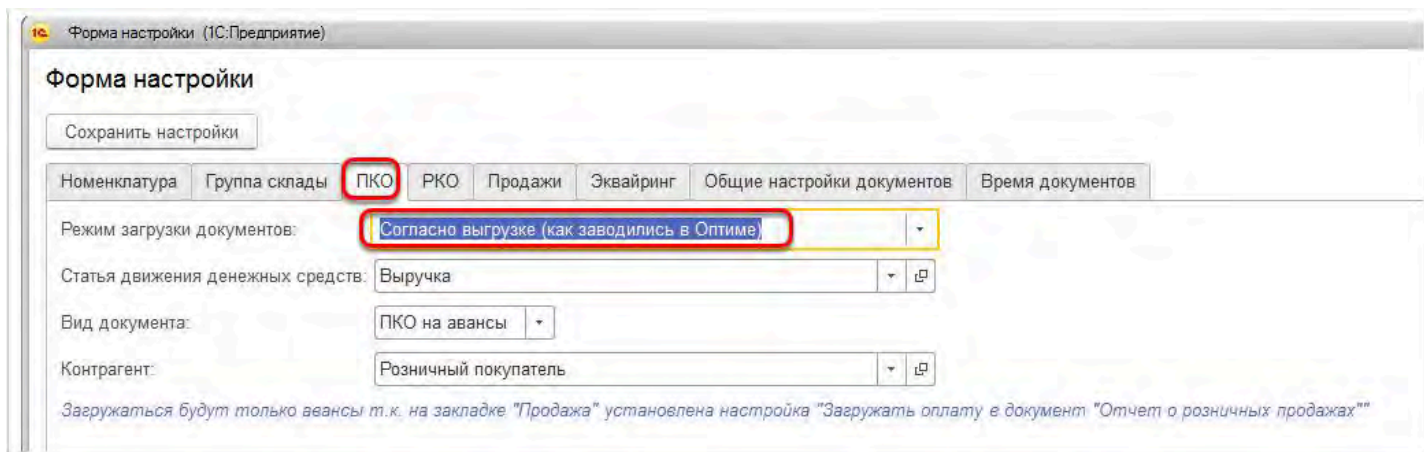 1С Форма настройки (1С:Предприятие)
Форма настройки
Сохранить настройки
Номенклатура Группа склады ПКО РКО Продажи Эквайринг Общие настройки документов Время документов
Режим загрузки документов: Согласно выгрузке (как заводились в Оптиме)
Статья движения денежных средств: Выручка
Вид документа: ПКО на авансы
Контрагент: Розничный покупатель
Загружаться будут только авансы т.к. на закладке "Продажа" установлена настройка "Загружать оплату в документ "Отчет о розничных продажах""